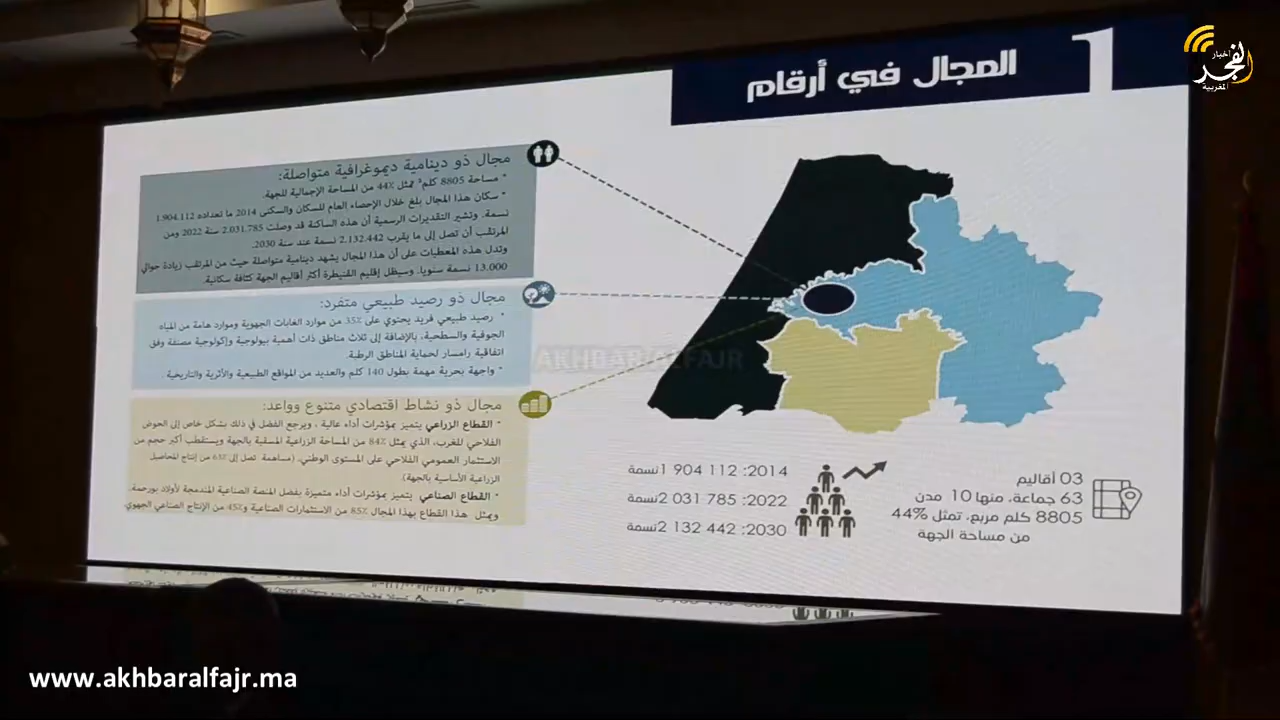 1 المجال في أرقام
اخبار
الفجر
المغربية
مجال ذو دينامية ديموغرافية متواصلة:
* مساحة 8805 كلم² تمثل 44٪ من المساحة الإجمالية للجهة.
* سكان هذا المجال بلغ خلال الإحصاء العام للسكان والسكنى 2014 ما تعداده 1.904.112
نسمة. وتشير التقديرات الرسمية أن هذه الساكنة قد وصلت 2.031.785 سنة 2022 ومن
المرتقب أن تصل إلى ما يقرب 2.132.442 نسمة عند سنة 2030.
وتدل هذه المعطيات على أن هذا المجال يشهد دينامية متواصلة حيث من المرتقب زيادة حوالي
13.000 نسمة سنويا. وسيظل إقليم القنيطرة أكثر أقاليم الجهة كثافة سكانية.
مجال ذو رصيد طبيعي متفرد:
* رصيد طبيعي فريد يحتوي على 35٪ من موارد الغابات الجهوية وموارد هامة من المياه
الجوفية والسطحية، بالإضافة إلى ثلاث مناطق ذات أهمية بيولوجية وإكولوجية مصنفة وفق
اتفاقية رامسار لحماية المناطق الرطبة.
* واجهة بحرية مهمة بطول 140 كلم والعديد من المواقع الطبيعية والأثرية والتاريخية.
مجال ذو نشاط اقتصادي متنوع وواعد:
* القطاع الزراعي يتميز بمؤشرات أداء عالية ، ويرجع الفضل في ذلك بشكل خاص إلى الحوض
الفلاحي للغرب، الذي يمثل 84٪ من المساحة الزراعية المسقية بالجهة ويستقطب أكبر حجم من
الاستثمار العمومي الفلاحي على المستوى الوطني. (مساهمة تصل إلى 63٪ من إنتاج المحاصيل
الزراعية الأساسية بالجهة)
* القطاع الصناعي يتميز بمؤشرات أداء متميزة بفضل المنصة الصناعية المندمجة لأولاد بورحمة.
ويمثل هذا القطاع بهذا المجال 85٪ من الاستثمارات الصناعية و45٪ من الإنتاج الصناعي الجهوي.
AKHBARALFAJR
2014: 112 904 1نسمة
2022: 785 031 2نسمة
2030: 442 132 2نسمة
03 أقاليم
63 جماعة، منها 10 مدن
8805 كلم مربع، تمثل 44%
من مساحة الجهة
www.akhbaralfajr.ma